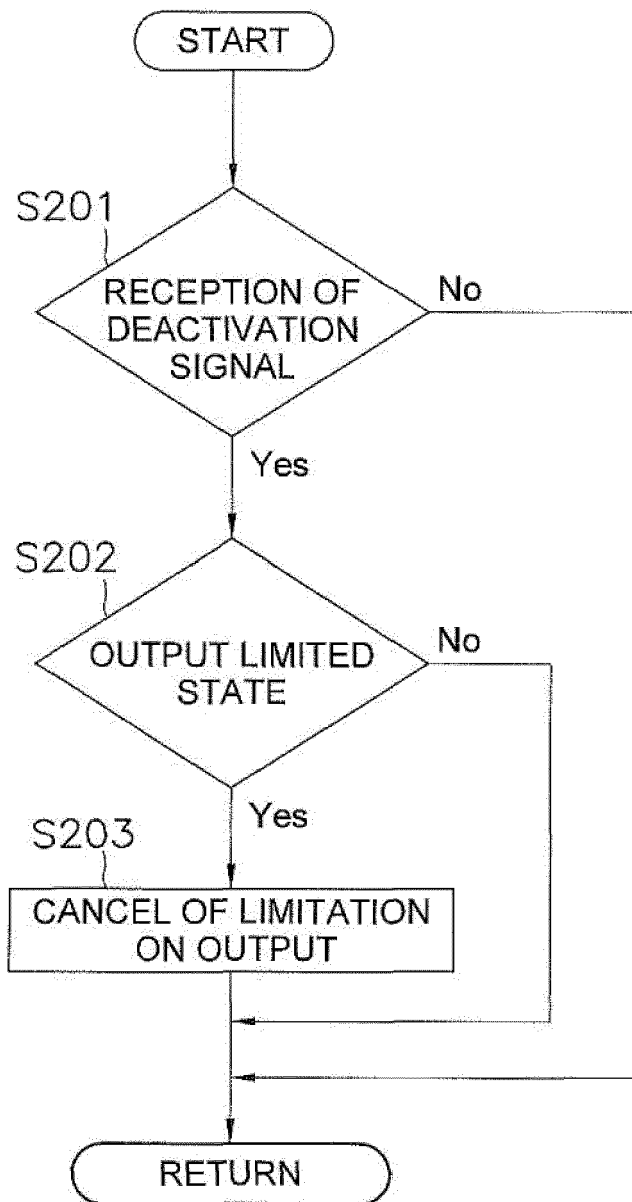 START
S201
RECEPTION OF
DEACTIVATION
SIGNAL
No
Yes
S202
OUTPUT LIMITED
STATE
No
Yes
S203
CANCEL OF LIMITATION
ON OUTPUT
RETURN